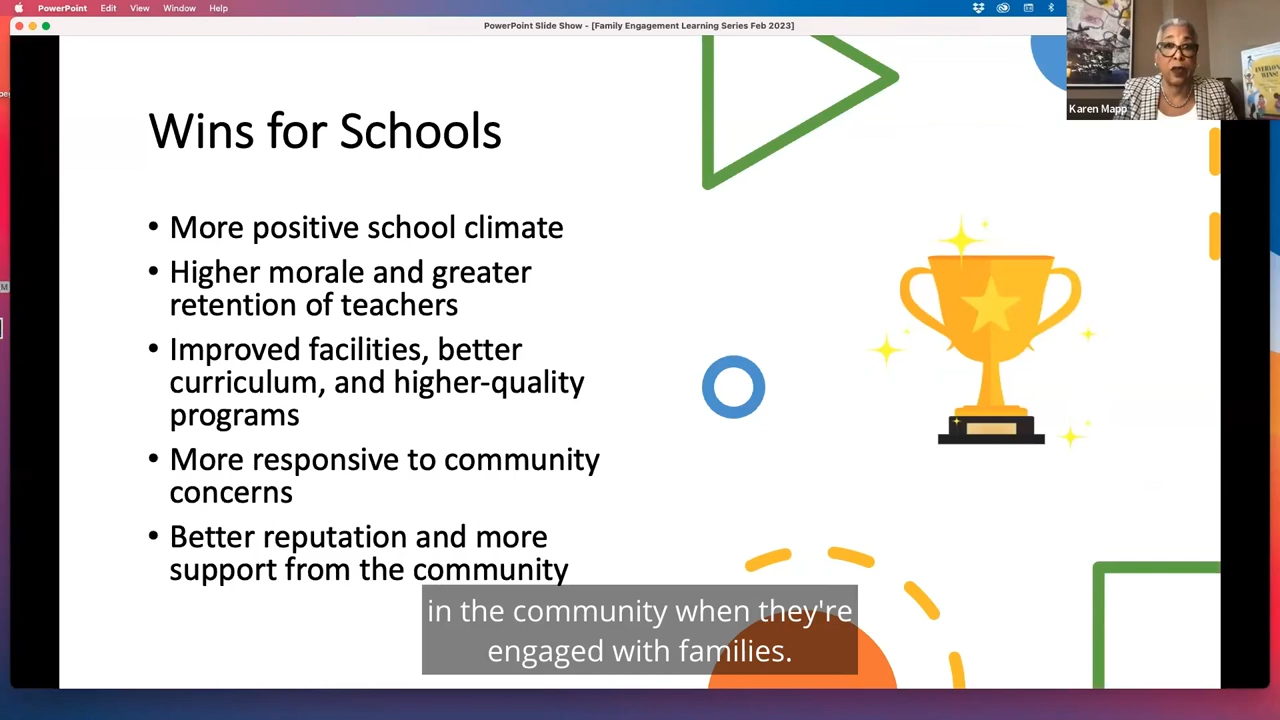 PowerPoint Edit View Window Help
PowerPoint Slide Show - [Family Engagement Learning Series Feb 2023]
EVERYONE
WINS!
Karen Mapp
Wins for Schools
• More positive school climate
• Higher morale and greater
retention of teachers
• Improved facilities, better
curriculum, and higher-quality
programs
• More responsive to community
concerns
• Better reputation and more
support from the community
in the community when they're
engaged with families.